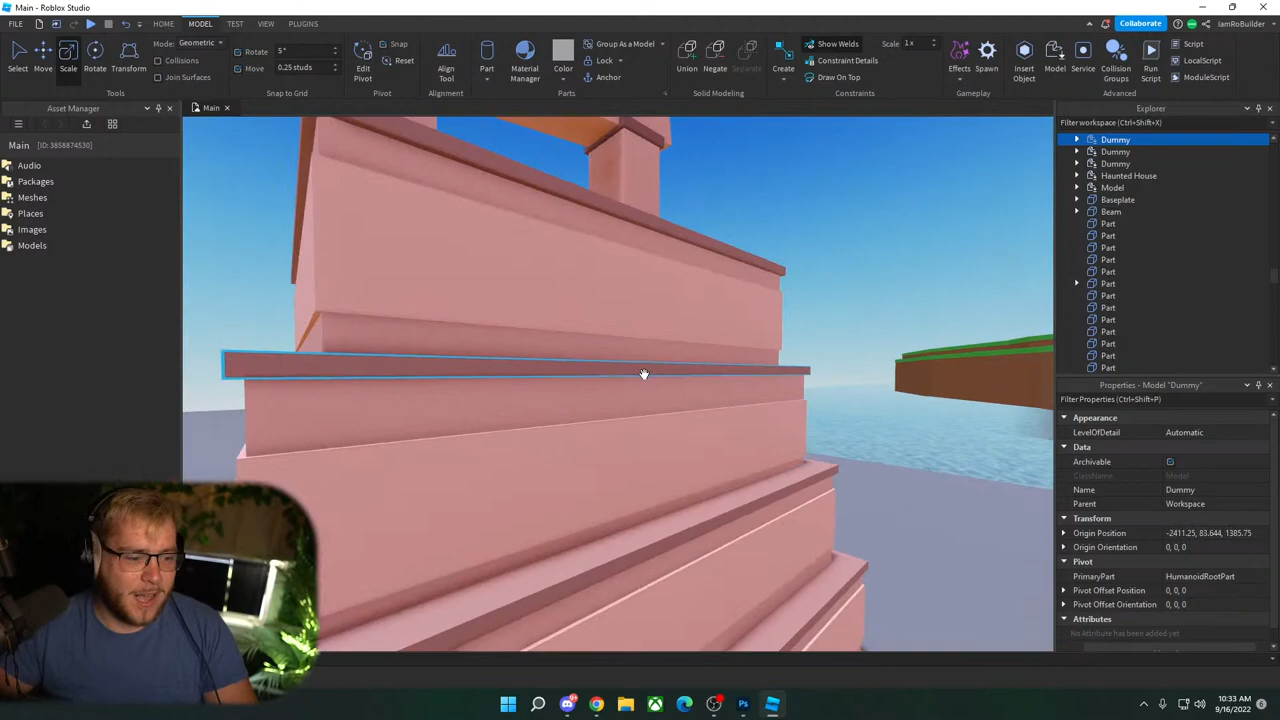 Main - Roblox Studio
FILE
HOME
MODEL
TEST
VIEW
PLUGINS
Collaborate
IamRoBuilder
Select
Move
Scale
Rotate
Transform
Tools
Mode:
Geometric
Collisions
Join Surfaces
Rotate
5 °
Move
0.25 studs
Snap to Grid
Edit
Pivot
Snap
Reset
Pivot
Align
Tool
Alignment
Part
Material
Manager
Color
Group As a Model
Lock
Anchor
Parts
Union
Negate
Separate
Solid Modeling
Create
Show Welds
Scale
1 x
Constraint Details
Draw On Top
Constraints
Effects
Spawn
Gameplay
Insert
Object
Model
Service
Collision
Groups
Run
Script
Script
LocalScript
ModuleScript
Advanced
Asset Manager
Main
Explorer
Filter workspace (Ctrl+Shift+X)
Main
[ID: 3858874530]
Audio
Packages
Meshes
Places
Images
Models
Dummy
Dummy
Dummy
Haunted House
Model
Baseplate
Beam
Part
Part
Part
Part
Part
Part
Part
Part
Part
Part
Part
Part
Part
Properties - Model "Dummy"
Filter Properties (Ctrl+Shift+P)
Appearance
LevelOfDetail
Automatic
Data
Archivable
ClassName
Model
Name
Dummy
Parent
Workspace
Transform
Origin Position
-2411.25, 83.644, 1385.75
Origin Orientation
0, 0, 0
Pivot
PrimaryPart
HumanoidRootPart
Pivot Offset Position
0, 0, 0
Pivot Offset Orientation
0, 0, 0
Attributes
No Attribute has been added yet
10:33 AM
9/16/2022